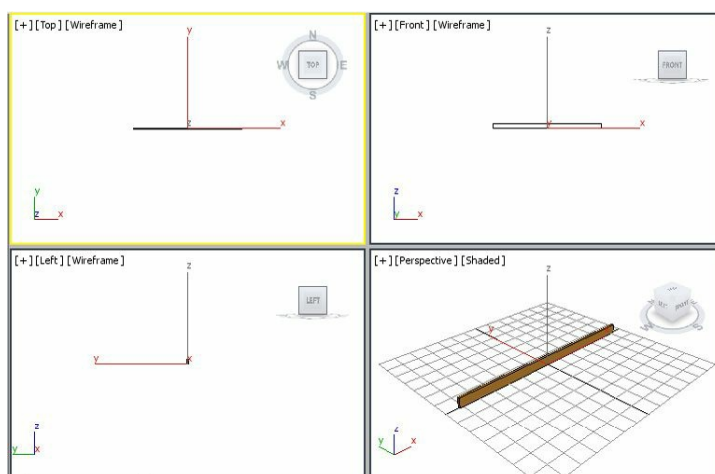 [+] [Top] [Wireframe]
y
N
W TOP E
S
z
x
y
z x
[+] [Front] [Wireframe]
z
FRONT
y
x
z
y x
[+] [Left] [Wireframe]
z
LEFT
y
x
z
y x
[+] [Perspective] [Shaded]
z
y
z
y x